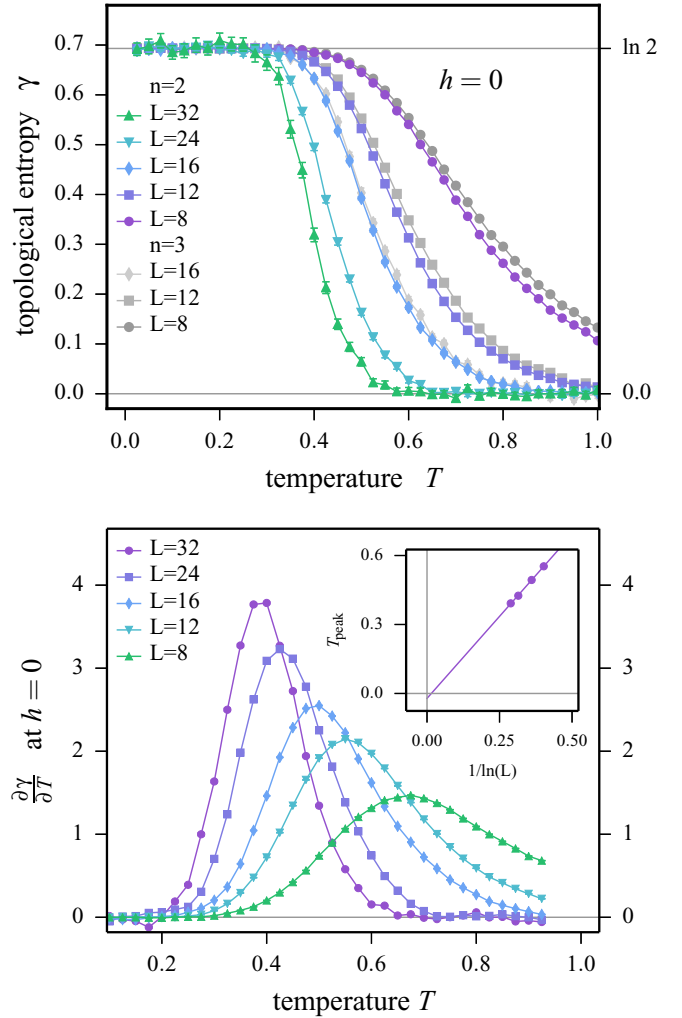 0.7
0.6
0.5
0.4
0.3
0.2
0.1
0.0
topological entropy γ
ln 2
0.0
h = 0
n=2
L=32
L=24
L=16
L=12
L=8
n=3
L=16
L=12
L=8
0.0 0.2 0.4 0.6 0.8 1.0
temperature T
L=32
L=24
L=16
L=12
L=8
4
3
2
1
0
∂γ/∂T at h = 0
4
3
2
1
0
0.6
0.3
0.0
T_peak
0.00 0.25 0.50
1/ln(L)
0.2 0.4 0.6 0.8 1.0
temperature T